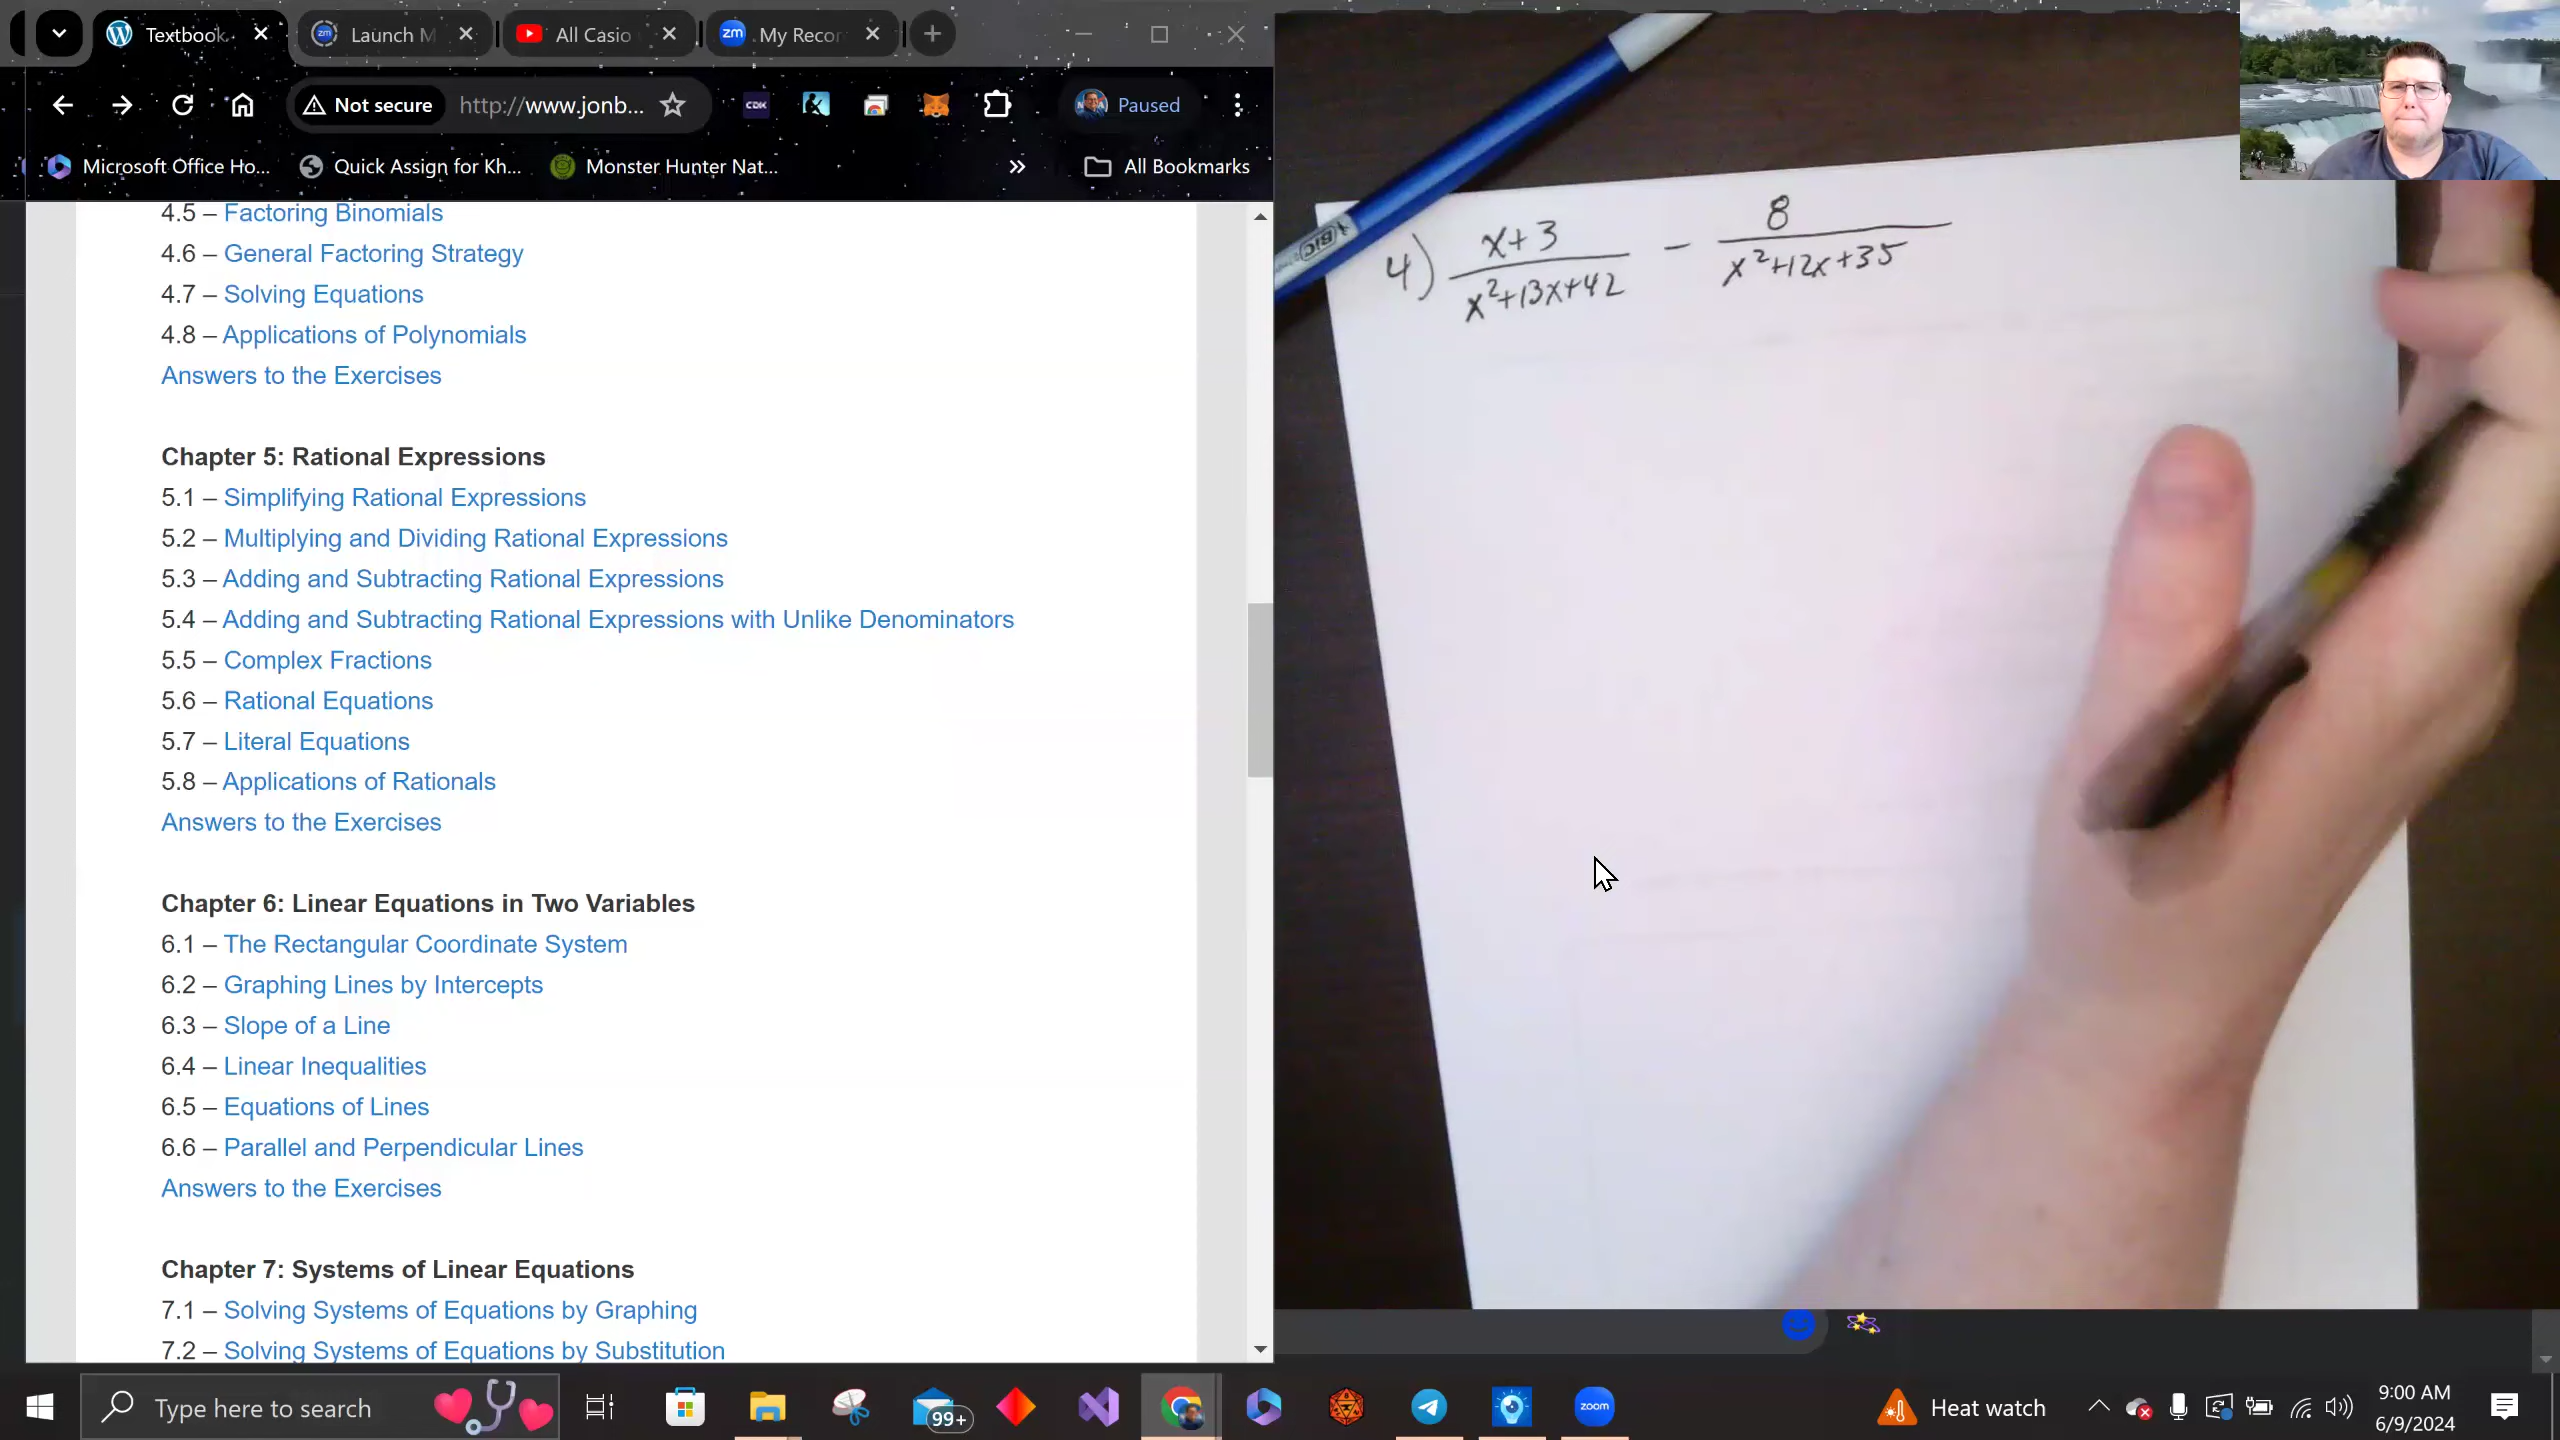 Textbook
Launch M
All Casio
My Recor
Not secure
http://www.jonb...
CDK
Paused
Microsoft Office Ho...
Quick Assign for Kh...
Monster Hunter Nat...
»
All Bookmarks
4.5 – Factoring Binomials
4.6 – General Factoring Strategy
4.7 – Solving Equations
4.8 – Applications of Polynomials
Answers to the Exercises
Chapter 5: Rational Expressions
5.1 – Simplifying Rational Expressions
5.2 – Multiplying and Dividing Rational Expressions
5.3 – Adding and Subtracting Rational Expressions
5.4 – Adding and Subtracting Rational Expressions with Unlike Denominators
5.5 – Complex Fractions
5.6 – Rational Equations
5.7 – Literal Equations
5.8 – Applications of Rationals
Answers to the Exercises
Chapter 6: Linear Equations in Two Variables
6.1 – The Rectangular Coordinate System
6.2 – Graphing Lines by Intercepts
6.3 – Slope of a Line
6.4 – Linear Inequalities
6.5 – Equations of Lines
6.6 – Parallel and Perpendicular Lines
Answers to the Exercises
Chapter 7: Systems of Linear Equations
7.1 – Solving Systems of Equations by Graphing
7.2 – Solving Systems of Equations by Substitution
BIC
4) x+3 − 8
x²+13x+42 x²+12x+35
Type here to search
99+
zoom
Heat watch
9:00 AM
6/9/2024